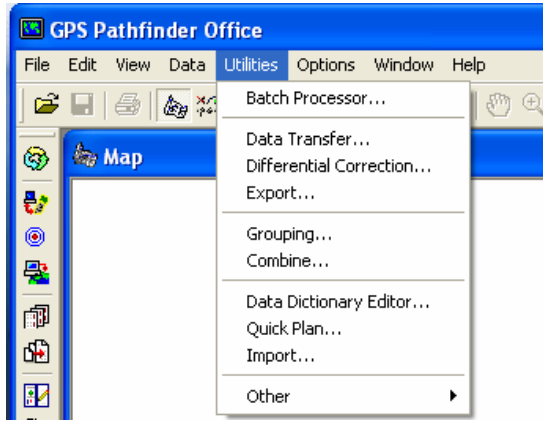 GPS Pathfinder Office
File Edit View Data Utilities Options Window Help
Batch Processor...
Map
Data Transfer...
Differential Correction...
Export...
Grouping...
Combine...
Data Dictionary Editor...
Quick Plan...
Import...
Other